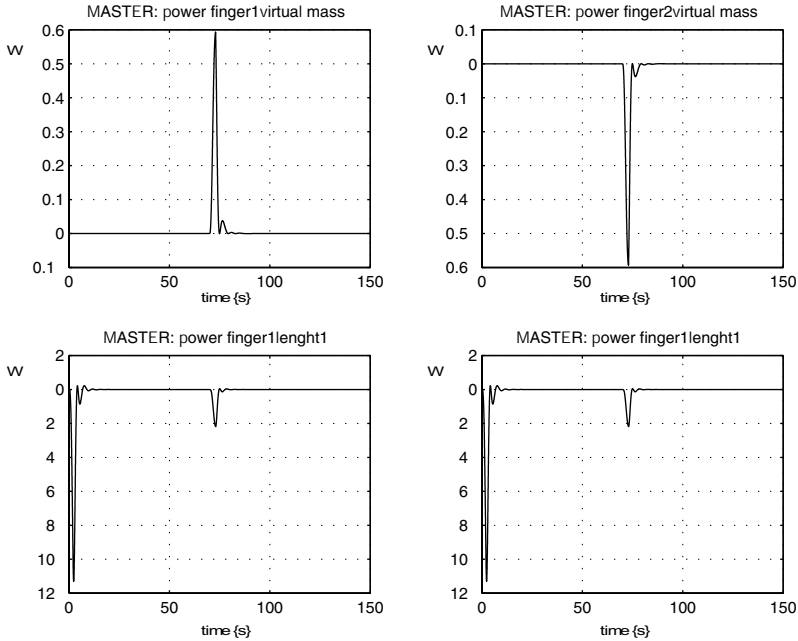 MASTER: power finger1virtual mass
W
0.6
0.5
0.4
0.3
0.2
0.1
0
0.1
0 50 100 150
time {s}
MASTER: power finger2virtual mass
W
0.1
0
0.1
0.2
0.3
0.4
0.5
0.6
0 50 100 150
time {s}
MASTER: power finger1lenght1
W
2
0
2
4
6
8
10
12
0 50 100 150
time {s}
MASTER: power finger1lenght1
W
2
0
2
4
6
8
10
12
0 50 100 150
time {s}